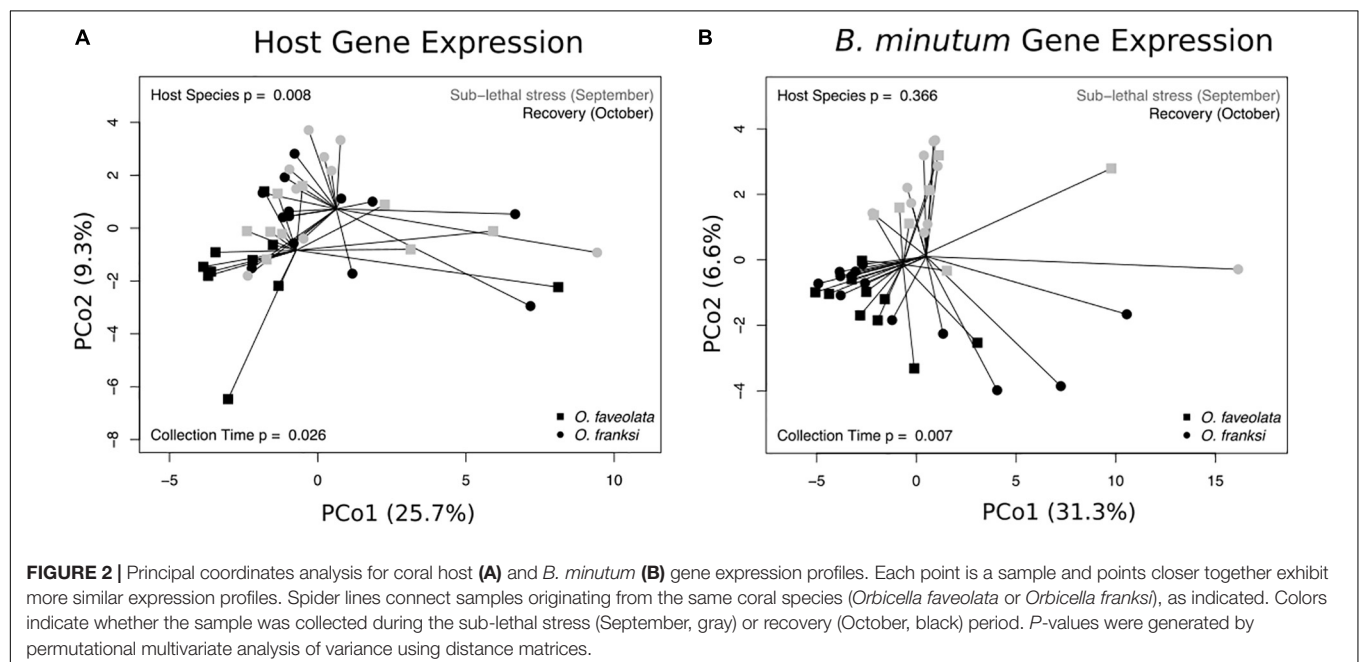 A
Host Gene Expression
Host Species p = 0.008
Sub-lethal stress (September)
Recovery (October)
4
2
0
−2
−4
−6
−8
PCo2 (9.3%)
Collection Time p = 0.026
O. faveolata
O. franksi
−5
0
5
10
PCo1 (25.7%)
B
B. minutum Gene Expression
Host Species p = 0.366
Sub-lethal stress (September)
Recovery (October)
4
2
0
−2
−4
PCo2 (6.6%)
Collection Time p = 0.007
O. faveolata
O. franksi
−5
0
5
10
15
PCo1 (31.3%)
FIGURE 2 | Principal coordinates analysis for coral host (A) and B. minutum (B) gene expression profiles. Each point is a sample and points closer together exhibit
more similar expression profiles. Spider lines connect samples originating from the same coral species (Orbicella faveolata or Orbicella franksi), as indicated. Colors
indicate whether the sample was collected during the sub-lethal stress (September, gray) or recovery (October, black) period. P-values were generated by
permutational multivariate analysis of variance using distance matrices.